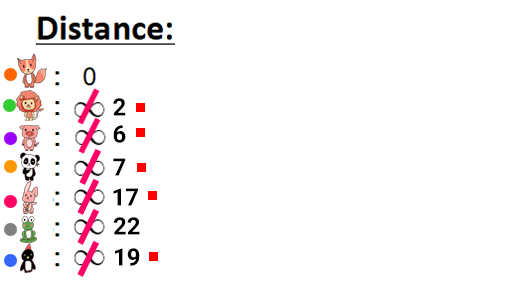 Distance:
: 0
: ∞ 2
: ∞ 6
: ∞ 7
: ∞ 17
: ∞ 22
: ∞ 19